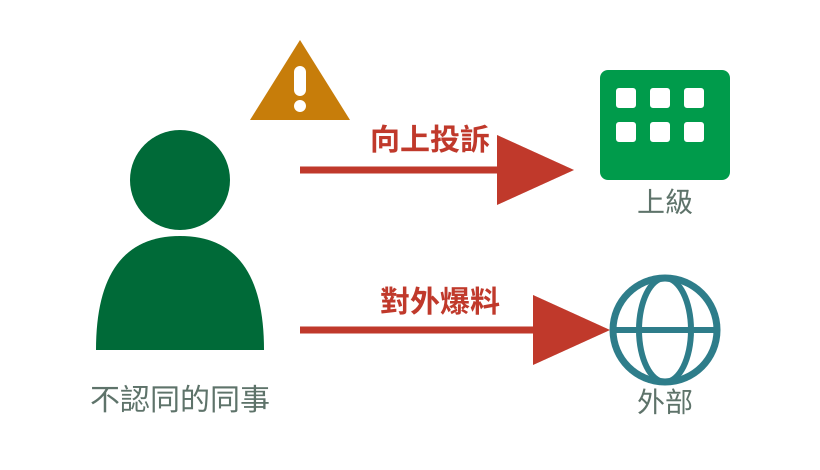 向上投訴
上級
對外爆料
外部
不認同的同事